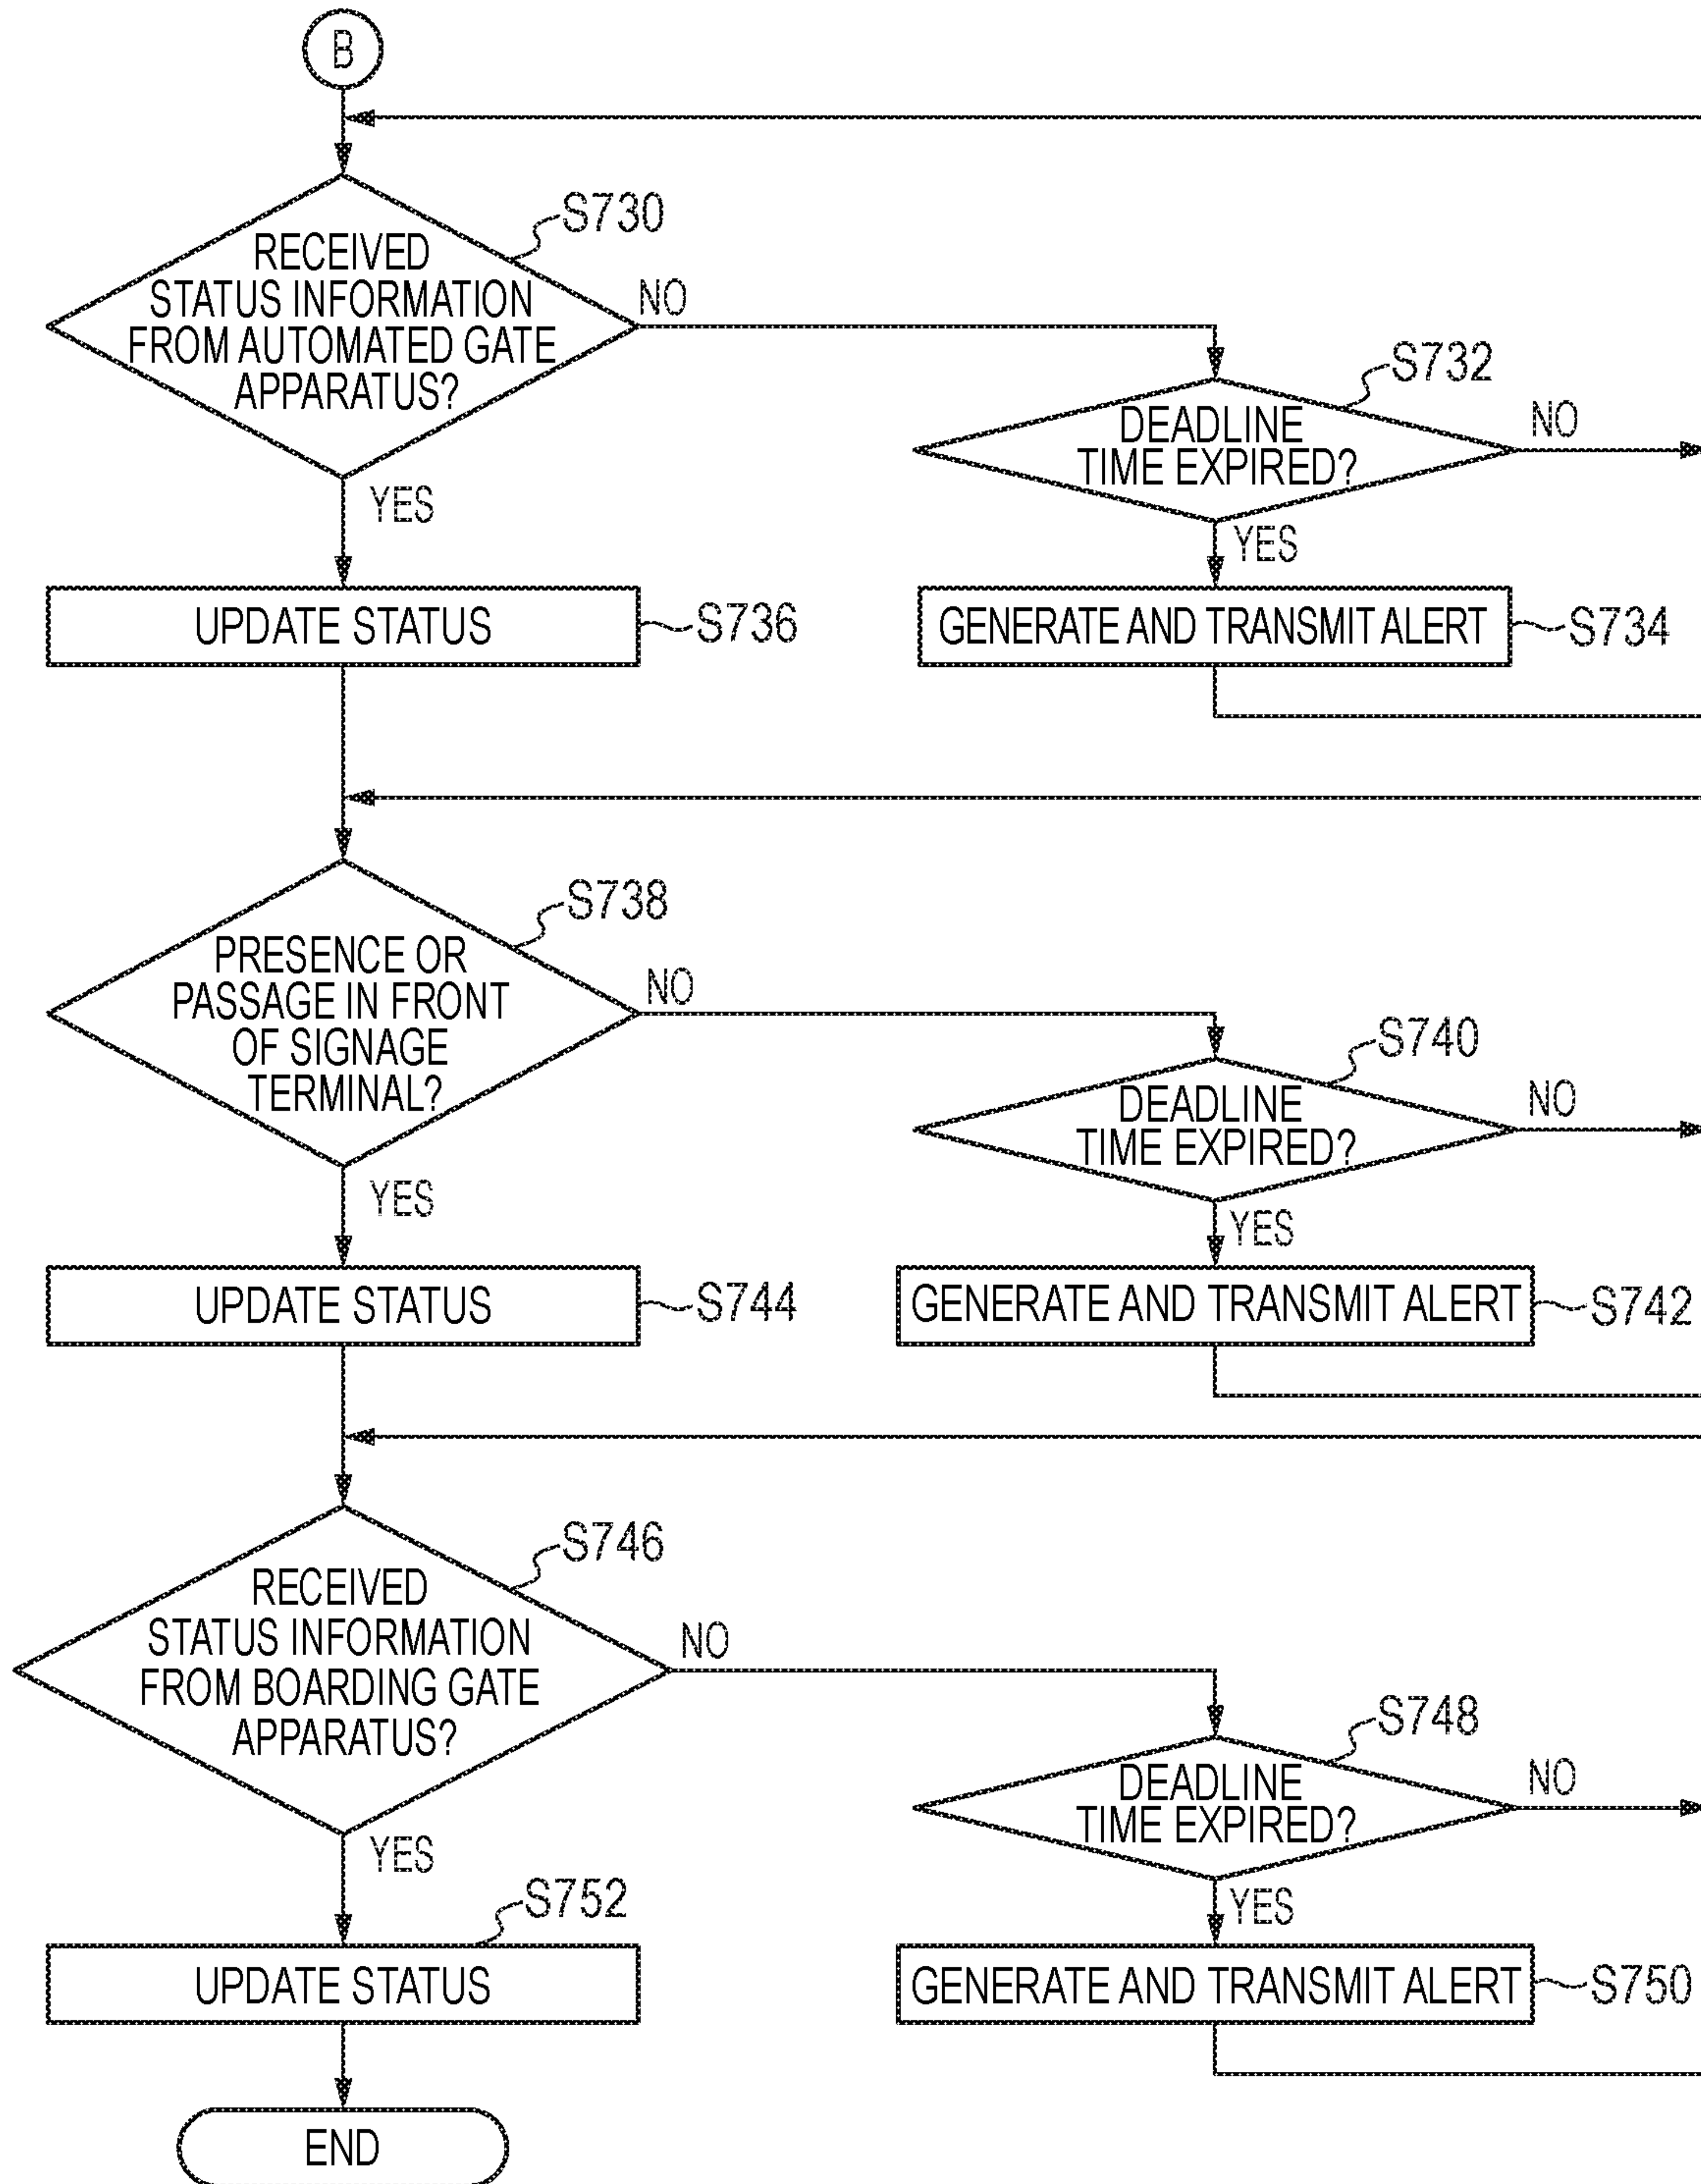 B
S730
RECEIVED
STATUS INFORMATION
FROM AUTOMATED GATE
APPARATUS?
NO
S732
DEADLINE
TIME EXPIRED?
NO
YES
YES
UPDATE STATUS
S736
GENERATE AND TRANSMIT ALERT
S734
S738
PRESENCE OR
PASSAGE IN FRONT
OF SIGNAGE
TERMINAL?
NO
S740
DEADLINE
TIME EXPIRED?
NO
YES
YES
UPDATE STATUS
S744
GENERATE AND TRANSMIT ALERT
S742
S746
RECEIVED
STATUS INFORMATION
FROM BOARDING GATE
APPARATUS?
NO
S748
DEADLINE
TIME EXPIRED?
NO
YES
YES
S752
UPDATE STATUS
GENERATE AND TRANSMIT ALERT
S750
END